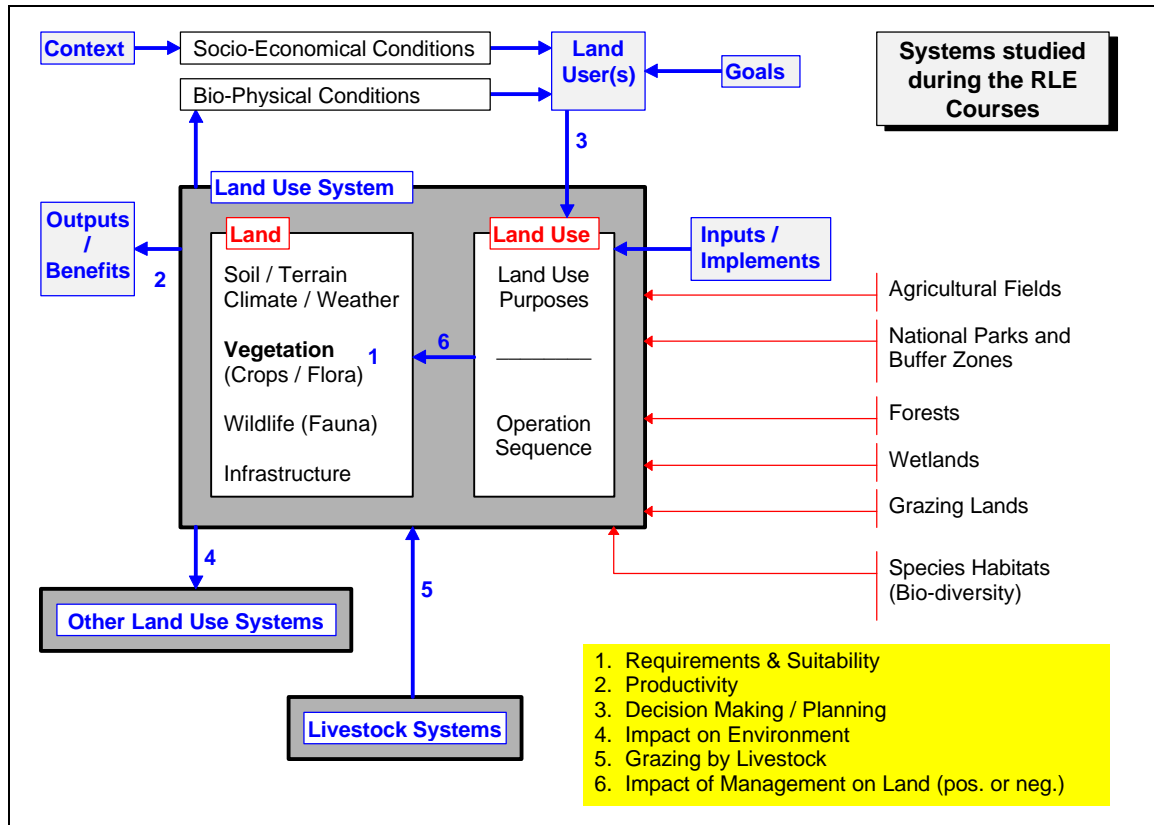 Context
Socio-Economical Conditions
Bio-Physical Conditions
Land
User(s)
Goals
Systems studied
during the RLE
Courses
3
Land Use System
Outputs
/
Benefits
2
Land
Soil / Terrain
Climate / Weather
Vegetation
(Crops / Flora)
1
Wildlife (Fauna)
Infrastructure
6
Land Use
Land Use
Purposes
Operation
Sequence
Inputs /
Implements
Agricultural Fields
National Parks and
Buffer Zones
Forests
Wetlands
Grazing Lands
Species Habitats
(Bio-diversity)
4
5
Other Land Use Systems
Livestock Systems
1. Requirements & Suitability
2. Productivity
3. Decision Making / Planning
4. Impact on Environment
5. Grazing by Livestock
6. Impact of Management on Land (pos. or neg.)